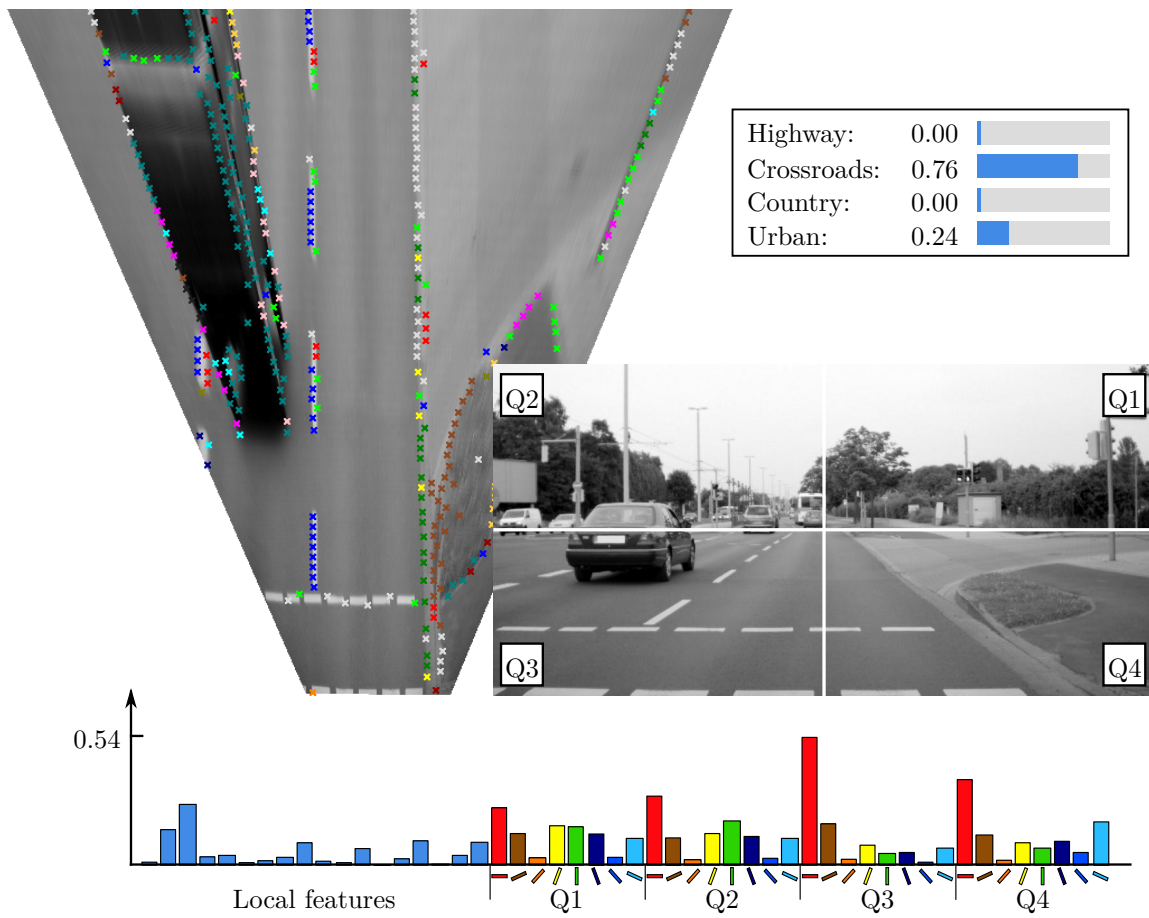 Highway: 0.00
Crossroads: 0.76
Country: 0.00
Urban: 0.24
Q2
Q1
Q3
Q4
0.54
Local features
Q1
Q2
Q3
Q4